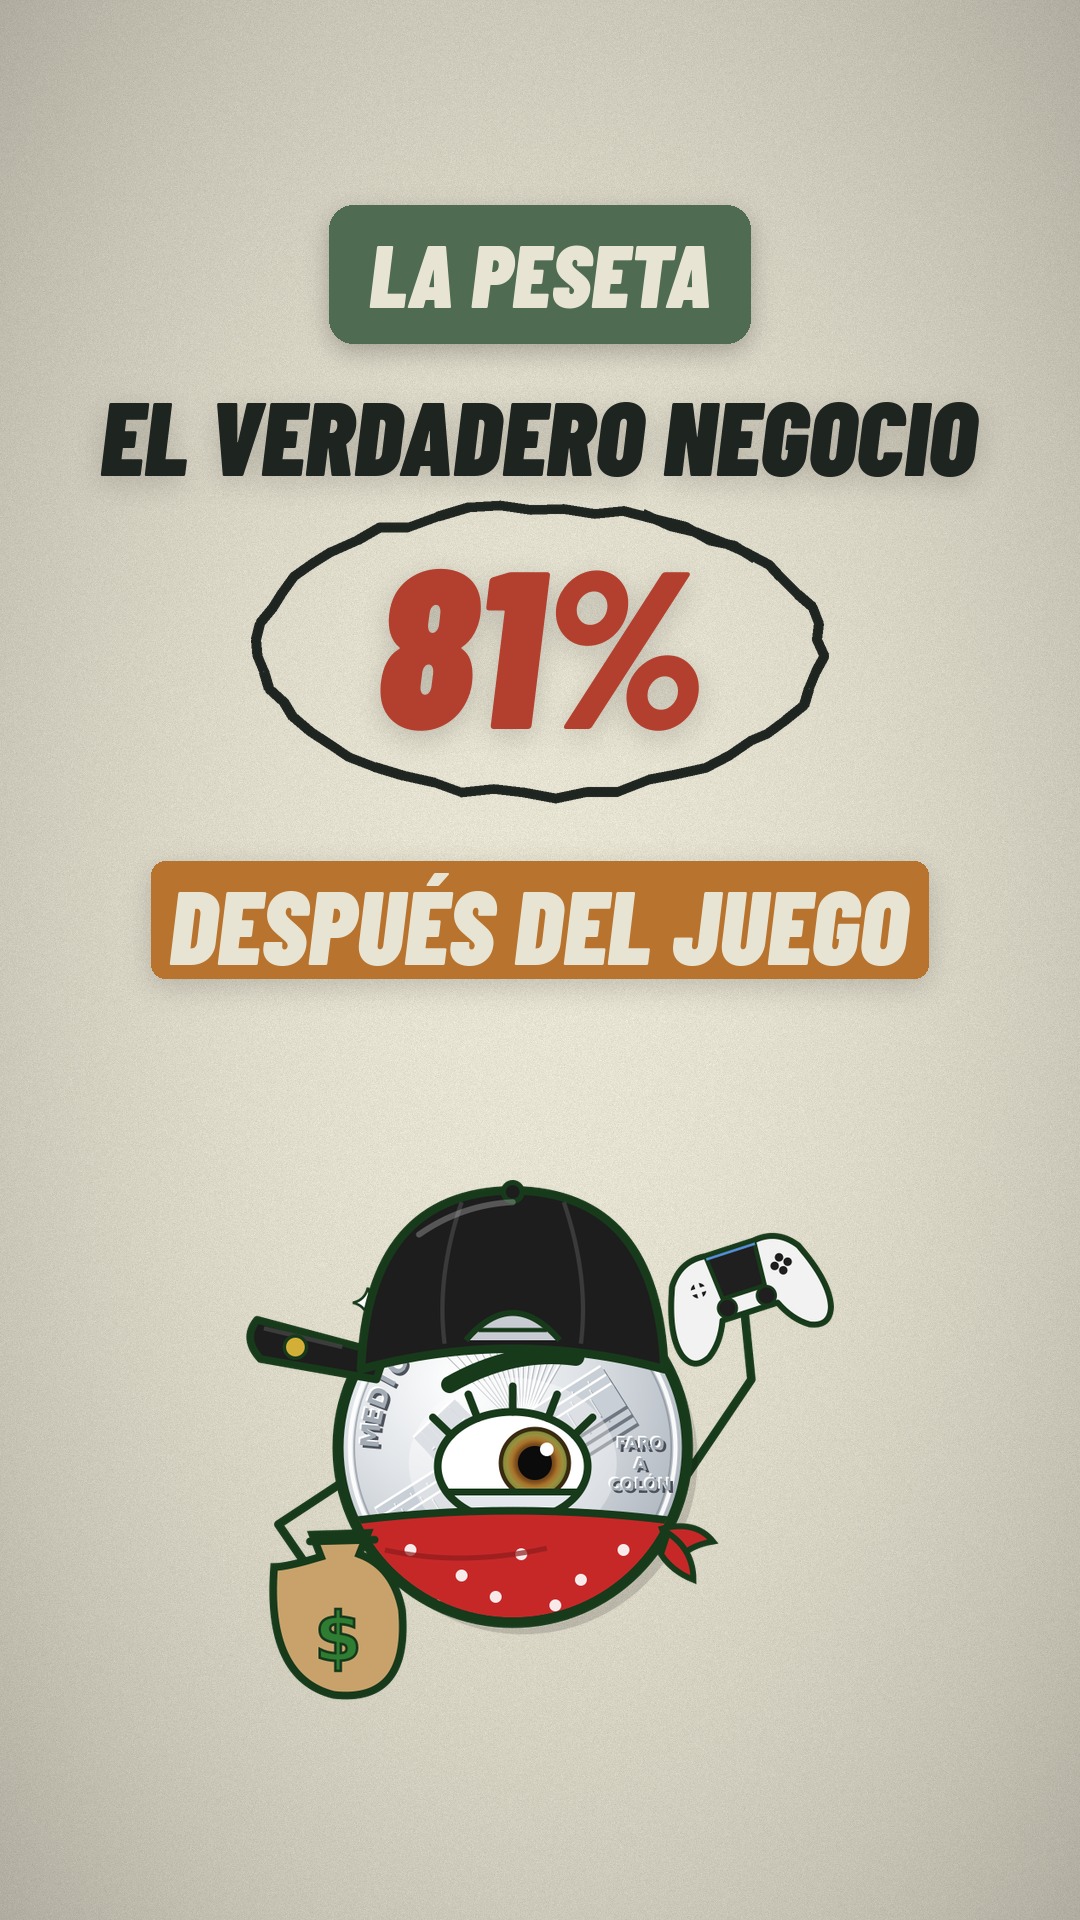 LA PESETA
EL VERDADERO NEGOCIO
81%
DESPUÉS DEL JUEGO
FARO
A
COLÓN
$